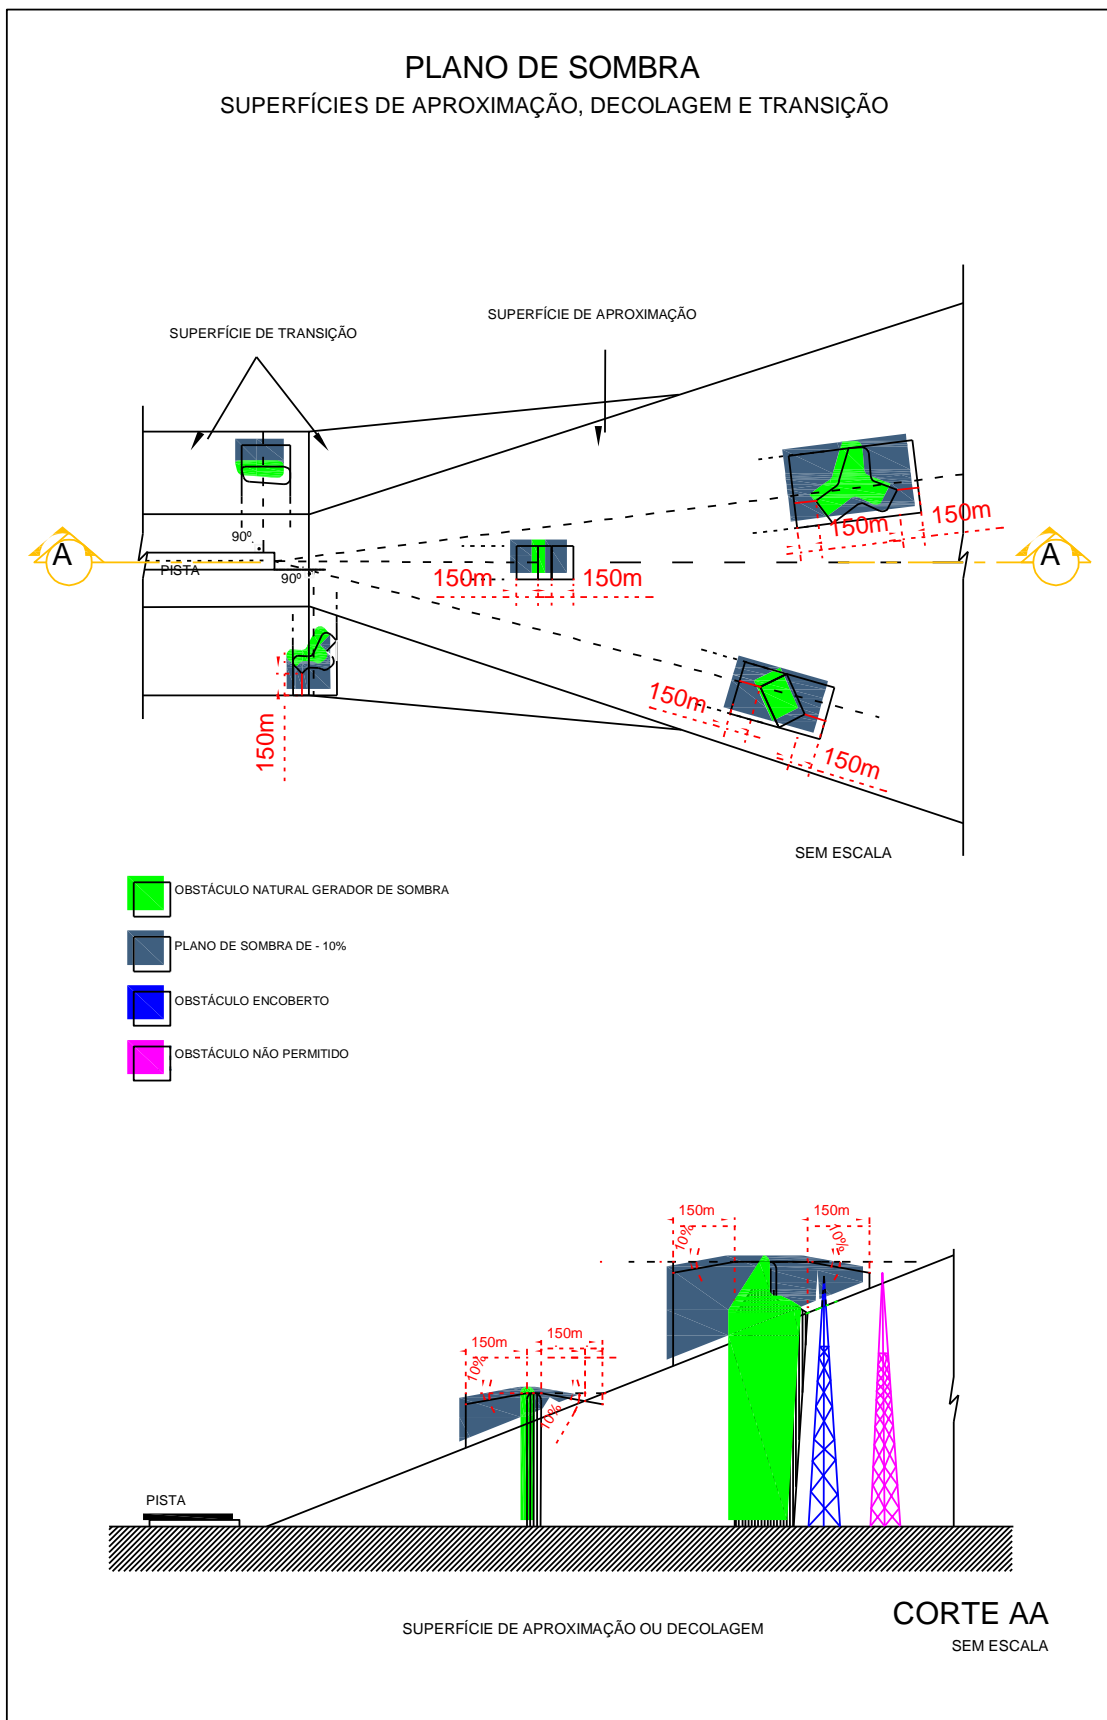 PLANO DE SOMBRA
SUPERFÍCIES DE APROXIMAÇÃO, DECOLAGEM E TRANSIÇÃO
SUPERFÍCIE DE APROXIMAÇÃO
SUPERFÍCIE DE TRANSIÇÃO
150m
150m
90º
A
A
PISTA
90º
150m
150m
150m
150m
150m
SEM ESCALA
OBSTÁCULO NATURAL GERADOR DE SOMBRA
PLANO DE SOMBRA DE - 10%
OBSTÁCULO ENCOBERTO
OBSTÁCULO NÃO PERMITIDO
150m
150m
10%
10%
150m
150m
10%
10%
PISTA
CORTE AA
SUPERFÍCIE DE APROXIMAÇÃO OU DECOLAGEM
SEM ESCALA